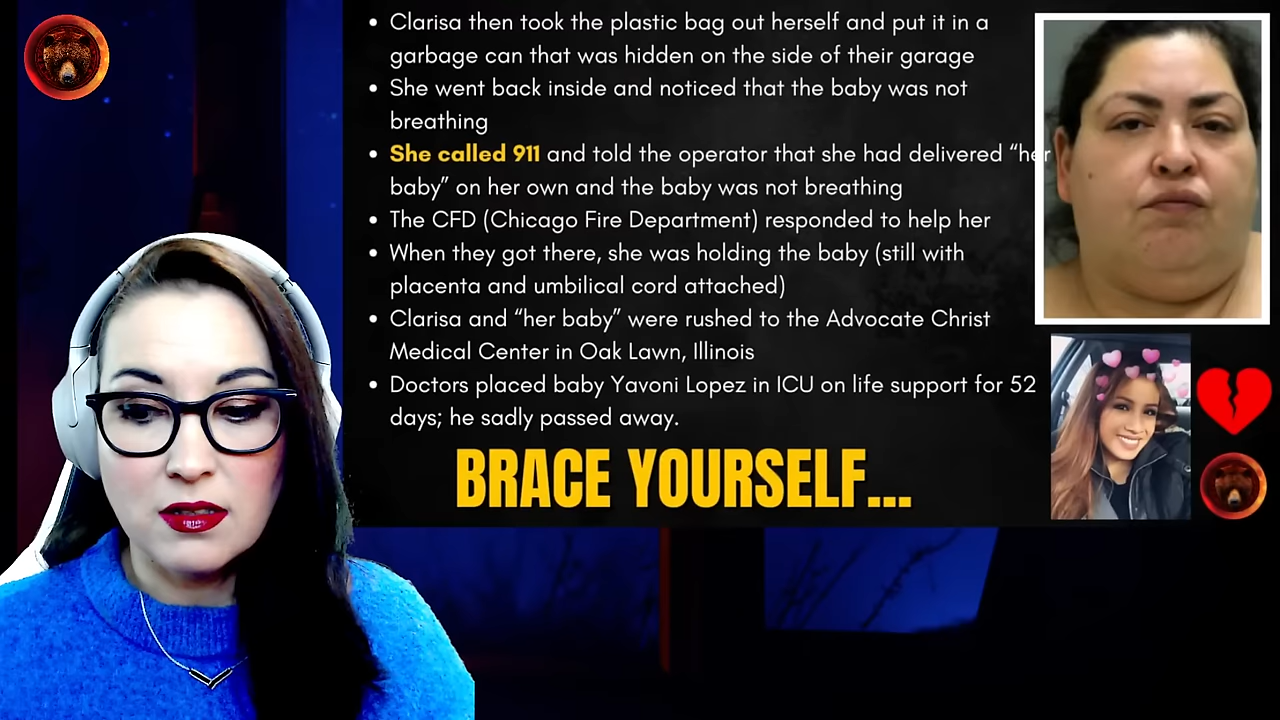 Clarisa then took the plastic bag out herself and put it in a
garbage can that was hidden on the side of their garage
She went back inside and noticed that the baby was not
breathing
She called 911 and told the operator that she had delivered “her
baby” on her own and the baby was not breathing
The CFD (Chicago Fire Department) responded to help her
When they got there, she was holding the baby (still with
placenta and umbilical cord attached)
Clarisa and “her baby” were rushed to the Advocate Christ
Medical Center in Oak Lawn, Illinois
Doctors placed baby Yavoni Lopez in ICU on life support for 52
days; he sadly passed away.
BRACE YOURSELF...